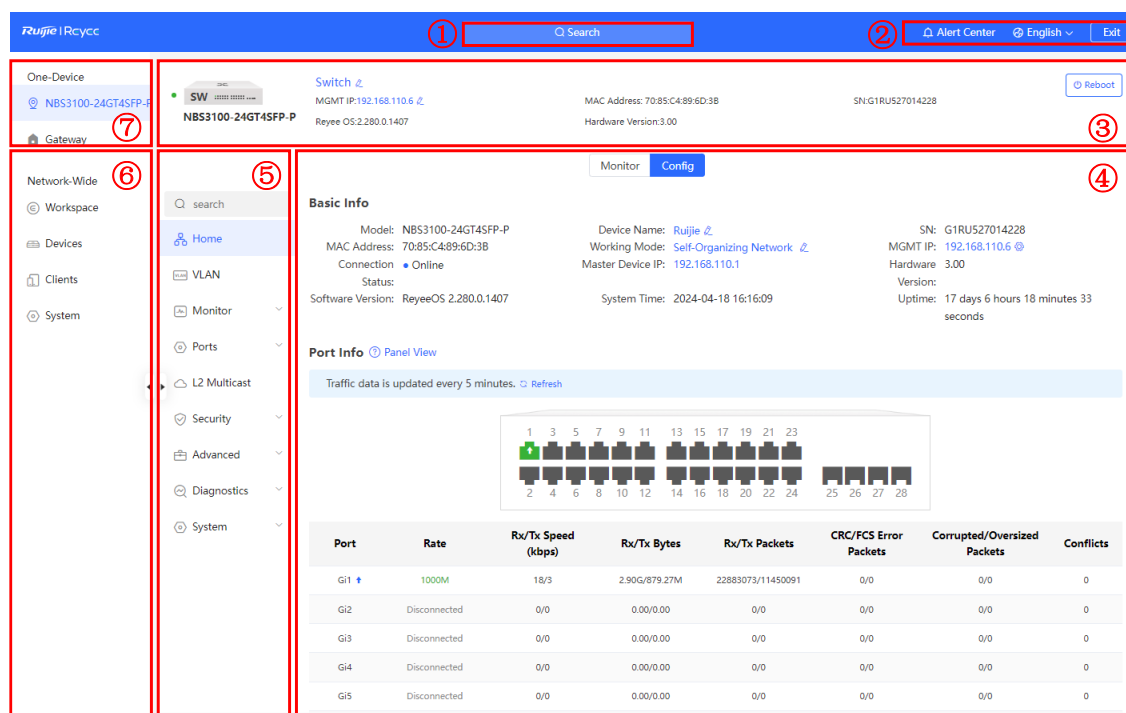 Ruijie | Rcycc
① Search
② Alert Center English Exit
One-Device
NBS3100-24GT4SFP-P
Gateway
⑦
SW
NBS3100-24GT4SFP-P
Switch
MGMT IP:192.168.110.6 MAC Address: 70:85:C4:89:6D:3B SN:G1RU527014228
Reyee OS:2.280.0.1407 Hardware Version:3.00
Reboot
③
Network-Wide
⑥
Workspace
Devices
Clients
System
⑤
search
Home
VLAN
Monitor
Ports
L2 Multicast
Security
Advanced
Diagnostics
System
Monitor Config
④
Basic Info
Model: NBS3100-24GT4SFP-P Device Name: Ruijie SN: G1RU527014228
MAC Address: 70:85:C4:89:6D:3B Working Mode: Self-Organizing Network MGMT IP: 192.168.110.6
Connection Online Master Device IP: 192.168.110.1 Hardware 3.00
Status: Version:
Software Version: ReyeeOS 2.280.0.1407 System Time: 2024-04-18 16:16:09 Uptime: 17 days 6 hours 18 minutes 33
seconds
Port Info Panel View
Traffic data is updated every 5 minutes. Refresh
1 3 5 7 9 11 13 15 17 19 21 23
2 4 6 8 10 12 14 16 18 20 22 24 25 26 27 28
Port Rate Rx/Tx Speed (kbps) Rx/Tx Bytes Rx/Tx Packets CRC/FCS Error Packets Corrupted/Oversized Packets Conflicts
Gi1 1000M 18/3 2.90G/879.27M 22883073/11450091 0/0 0/0 0
Gi2 Disconnected 0/0 0.00/0.00 0/0 0/0 0/0 0
Gi3 Disconnected 0/0 0.00/0.00 0/0 0/0 0/0 0
Gi4 Disconnected 0/0 0.00/0.00 0/0 0/0 0/0 0
Gi5 Disconnected 0/0 0.00/0.00 0/0 0/0 0/0 0